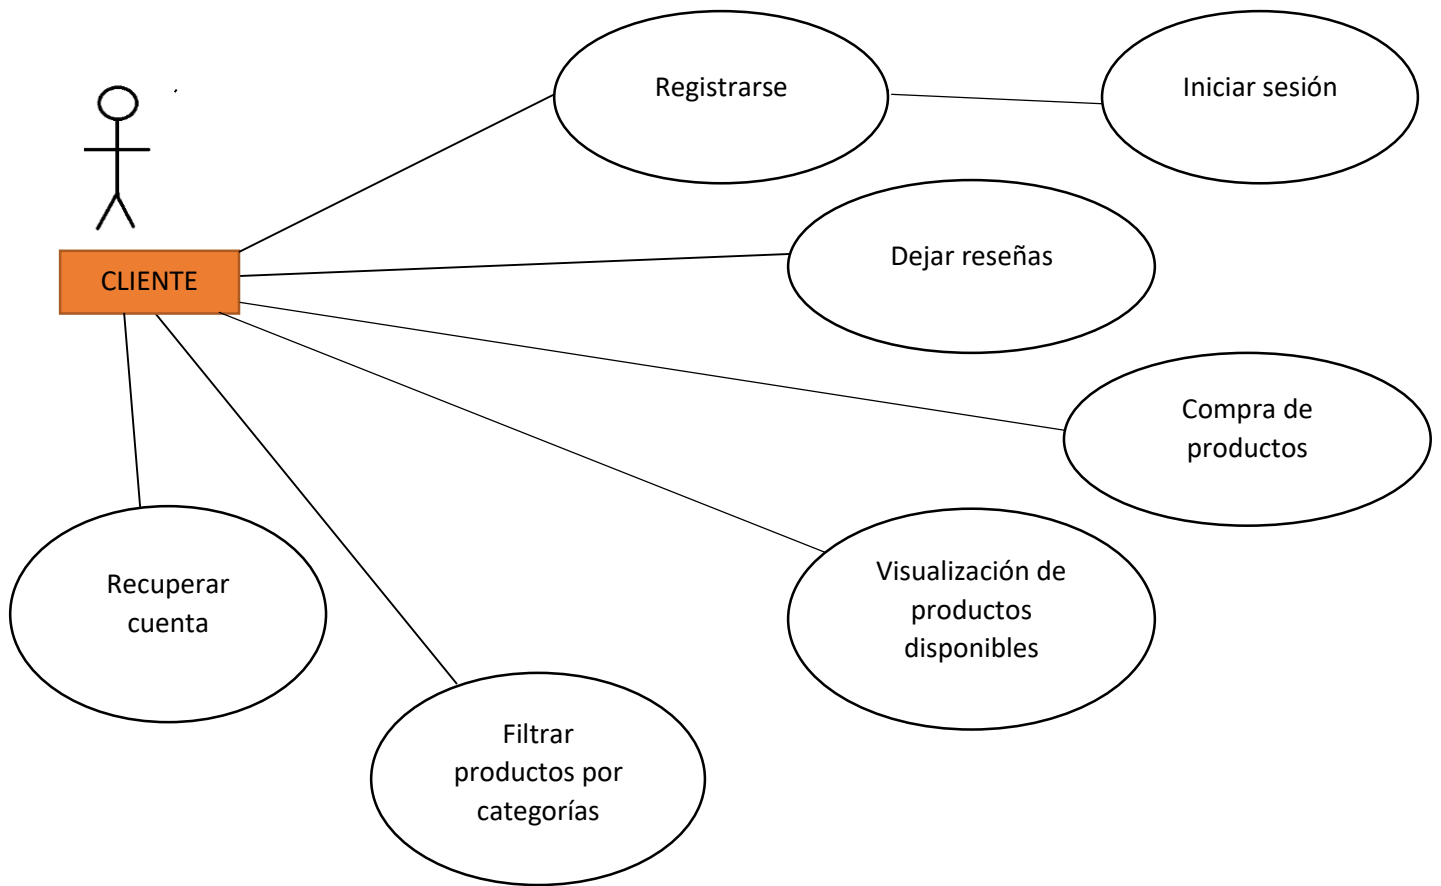 Registrarse
Iniciar sesión
Dejar reseñas
CLIENTE
Compra de
productos
Visualización de
productos
disponibles
Recuperar
cuenta
Filtrar
productos por
categorías